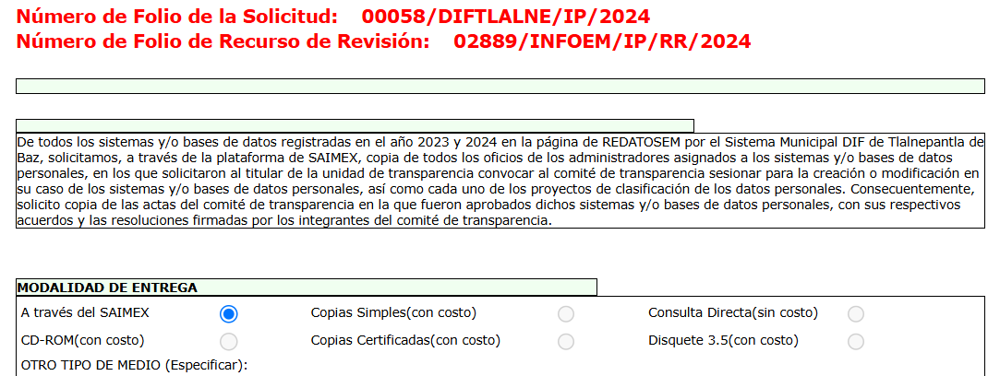 Número de Folio de la Solicitud: 00058/DIFTLALNE/IP/2024
Número de Folio de Recurso de Revisión: 02889/INFOEM/IP/RR/2024
De todos los sistemas y/o bases de datos registradas en el año 2023 y 2024 en la página de REDATOSEM por el Sistema Municipal DIF de Tlalnepantla de
Baz, solicitamos, a través de la plataforma de SAIMEX, copia de todos los oficios de los administradores asignados a los sistemas y/o bases de datos
personales, en los que solicitaron al titular de la unidad de transparencia convocar al comité de transparencia sesionar para la creación o modificación en
su caso de los sistemas y/o bases de datos personales, así como cada uno de los proyectos de clasificación de los datos personales. Consecuentemente,
solicito copia de las actas del comité de transparencia en la que fueron aprobados dichos sistemas y/o bases de datos personales, con sus respectivos
acuerdos y las resoluciones firmadas por los integrantes del comité de transparencia.
MODALIDAD DE ENTREGA
A través del SAIMEX Copias Simples(con costo) Consulta Directa(sin costo)
CD-ROM(con costo) Copias Certificadas(con costo) Disquete 3.5(con costo)
OTRO TIPO DE MEDIO (Especificar):